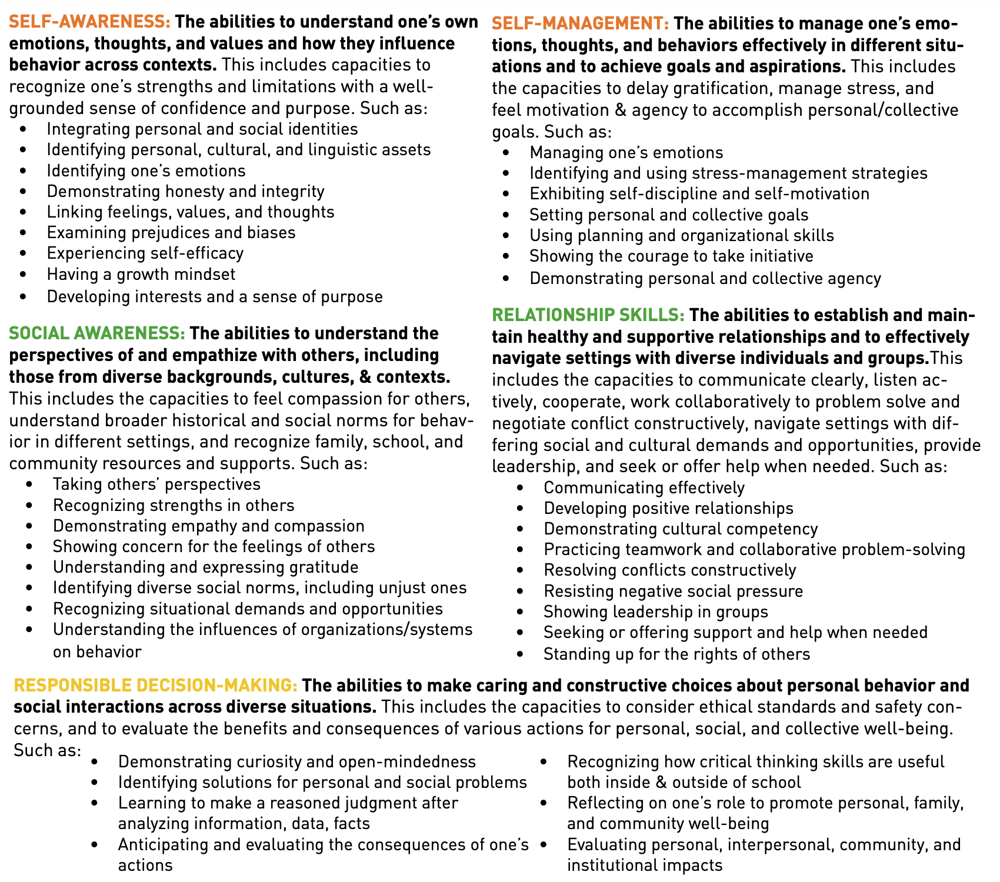 SELF-AWARENESS: The abilities to understand one’s own
emotions, thoughts, and values and how they influence
behavior across contexts. This includes capacities to
recognize one’s strengths and limitations with a well-
grounded sense of confidence and purpose. Such as:
• Integrating personal and social identities
• Identifying personal, cultural, and linguistic assets
• Identifying one’s emotions
• Demonstrating honesty and integrity
• Linking feelings, values, and thoughts
• Examining prejudices and biases
• Experiencing self-efficacy
• Having a growth mindset
• Developing interests and a sense of purpose
SELF-MANAGEMENT: The abilities to manage one’s emo-
tions, thoughts, and behaviors effectively in different situ-
ations and to achieve goals and aspirations. This includes
the capacities to delay gratification, manage stress, and
feel motivation & agency to accomplish personal/collective
goals. Such as:
• Managing one’s emotions
• Identifying and using stress-management strategies
• Exhibiting self-discipline and self-motivation
• Setting personal and collective goals
• Using planning and organizational skills
• Showing the courage to take initiative
• Demonstrating personal and collective agency
SOCIAL AWARENESS: The abilities to understand the
perspectives of and empathize with others, including
those from diverse backgrounds, cultures, & contexts.
This includes the capacities to feel compassion for others,
understand broader historical and social norms for behav-
ior in different settings, and recognize family, school, and
community resources and supports. Such as:
• Taking others’ perspectives
• Recognizing strengths in others
• Demonstrating empathy and compassion
• Showing concern for the feelings of others
• Understanding and expressing gratitude
• Identifying diverse social norms, including unjust ones
• Recognizing situational demands and opportunities
• Understanding the influences of organizations/systems
on behavior
RELATIONSHIP SKILLS: The abilities to establish and main-
tain healthy and supportive relationships and to effectively
navigate settings with diverse individuals and groups.This
includes the capacities to communicate clearly, listen ac-
tively, cooperate, work collaboratively to problem solve and
negotiate conflict constructively, navigate settings with dif-
fering social and cultural demands and opportunities, provide
leadership, and seek or offer help when needed. Such as:
• Communicating effectively
• Developing positive relationships
• Demonstrating cultural competency
• Practicing teamwork and collaborative problem-solving
• Resolving conflicts constructively
• Resisting negative social pressure
• Showing leadership in groups
• Seeking or offering support and help when needed
• Standing up for the rights of others
RESPONSIBLE DECISION-MAKING: The abilities to make caring and constructive choices about personal behavior and
social interactions across diverse situations. This includes the capacities to consider ethical standards and safety con-
cerns, and to evaluate the benefits and consequences of various actions for personal, social, and collective well-being.
Such as:
• Demonstrating curiosity and open-mindedness
• Identifying solutions for personal and social problems
• Learning to make a reasoned judgment after
analyzing information, data, facts
• Anticipating and evaluating the consequences of one’s
actions
• Recognizing how critical thinking skills are useful
both inside & outside of school
• Reflecting on one’s role to promote personal, family,
and community well-being
• Evaluating personal, interpersonal, community, and
institutional impacts